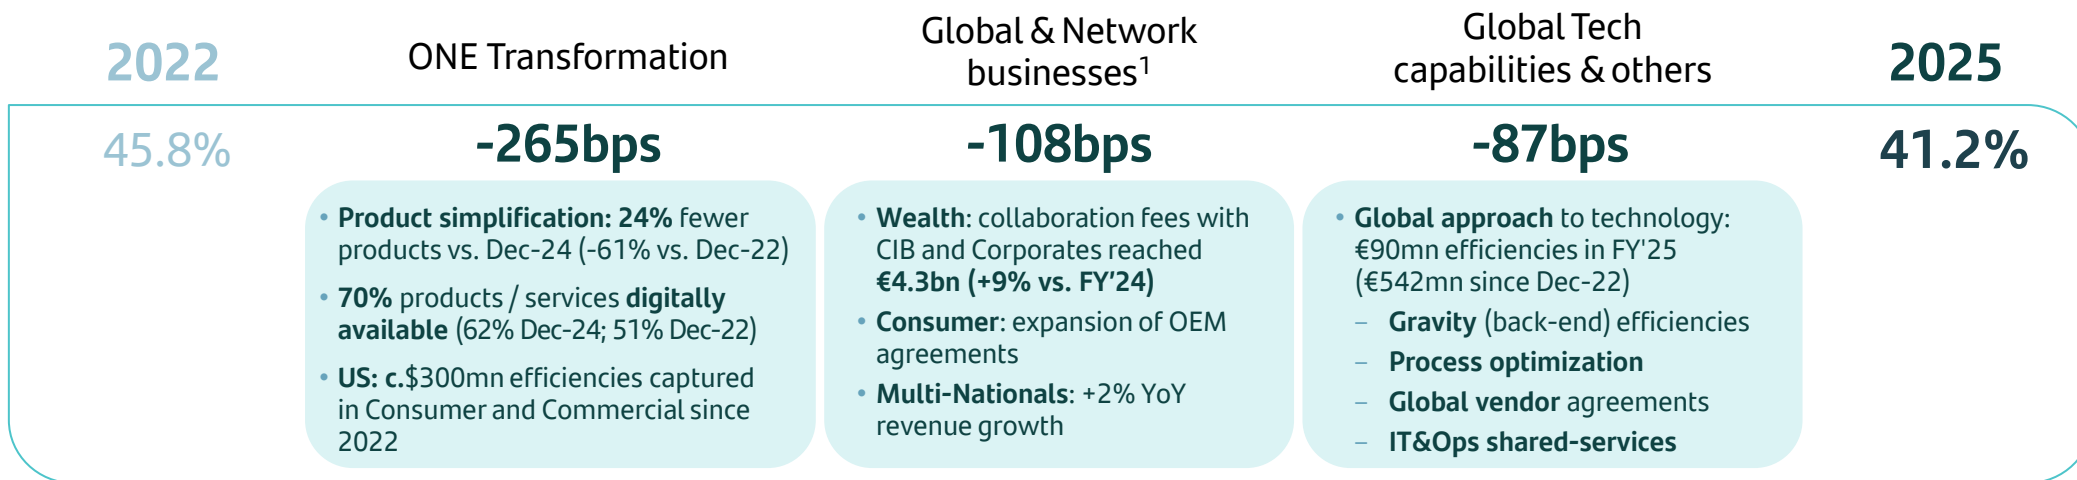 2022
ONE Transformation
Global & Network
businesses¹
Global Tech
capabilities & others
2025
45.8%
-265bps
-108bps
-87bps
41.2%
• Product simplification: 24% fewer
products vs. Dec-24 (-61% vs. Dec-22)
• 70% products / services digitally
available (62% Dec-24; 51% Dec-22)
• US: c.$300mn efficiencies captured
in Consumer and Commercial since
2022
• Wealth: collaboration fees with
CIB and Corporates reached
€4.3bn (+9% vs. FY’24)
• Consumer: expansion of OEM
agreements
• Multi-Nationals: +2% YoY
revenue growth
• Global approach to technology:
€90mn efficiencies in FY'25
(€542mn since Dec-22)
– Gravity (back-end) efficiencies
– Process optimization
– Global vendor agreements
– IT&Ops shared-services